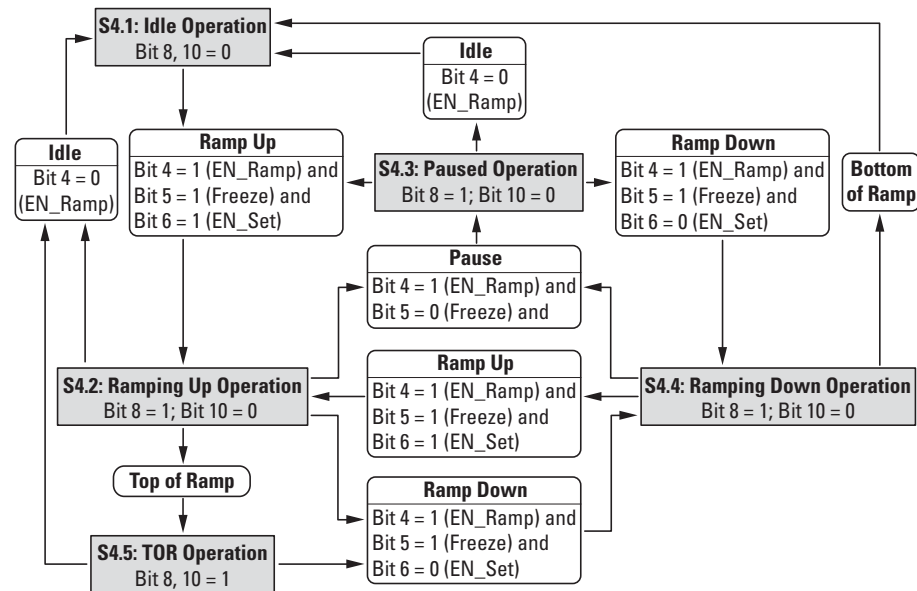 S4.1: Idle Operation
Bit 8, 10 = 0
Idle
Bit 4 = 0
(EN_Ramp)
Idle
Bit 4 = 0
(EN_Ramp)
Ramp Up
Bit 4 = 1 (EN_Ramp) and
Bit 5 = 1 (Freeze) and
Bit 6 = 1 (EN_Set)
S4.3: Paused Operation
Bit 8 = 1; Bit 10 = 0
Ramp Down
Bit 4 = 1 (EN_Ramp) and
Bit 5 = 1 (Freeze) and
Bit 6 = 0 (EN_Set)
Bottom
of Ramp
Pause
Bit 4 = 1 (EN_Ramp) and
Bit 5 = 0 (Freeze) and
S4.2: Ramping Up Operation
Bit 8 = 1; Bit 10 = 0
Ramp Up
Bit 4 = 1 (EN_Ramp) and
Bit 5 = 1 (Freeze) and
Bit 6 = 1 (EN_Set)
S4.4: Ramping Down Operation
Bit 8 = 1; Bit 10 = 0
Top of Ramp
Ramp Down
Bit 4 = 1 (EN_Ramp) and
Bit 5 = 1 (Freeze) and
Bit 6 = 0 (EN_Set)
S4.5: TOR Operation
Bit 8, 10 = 1